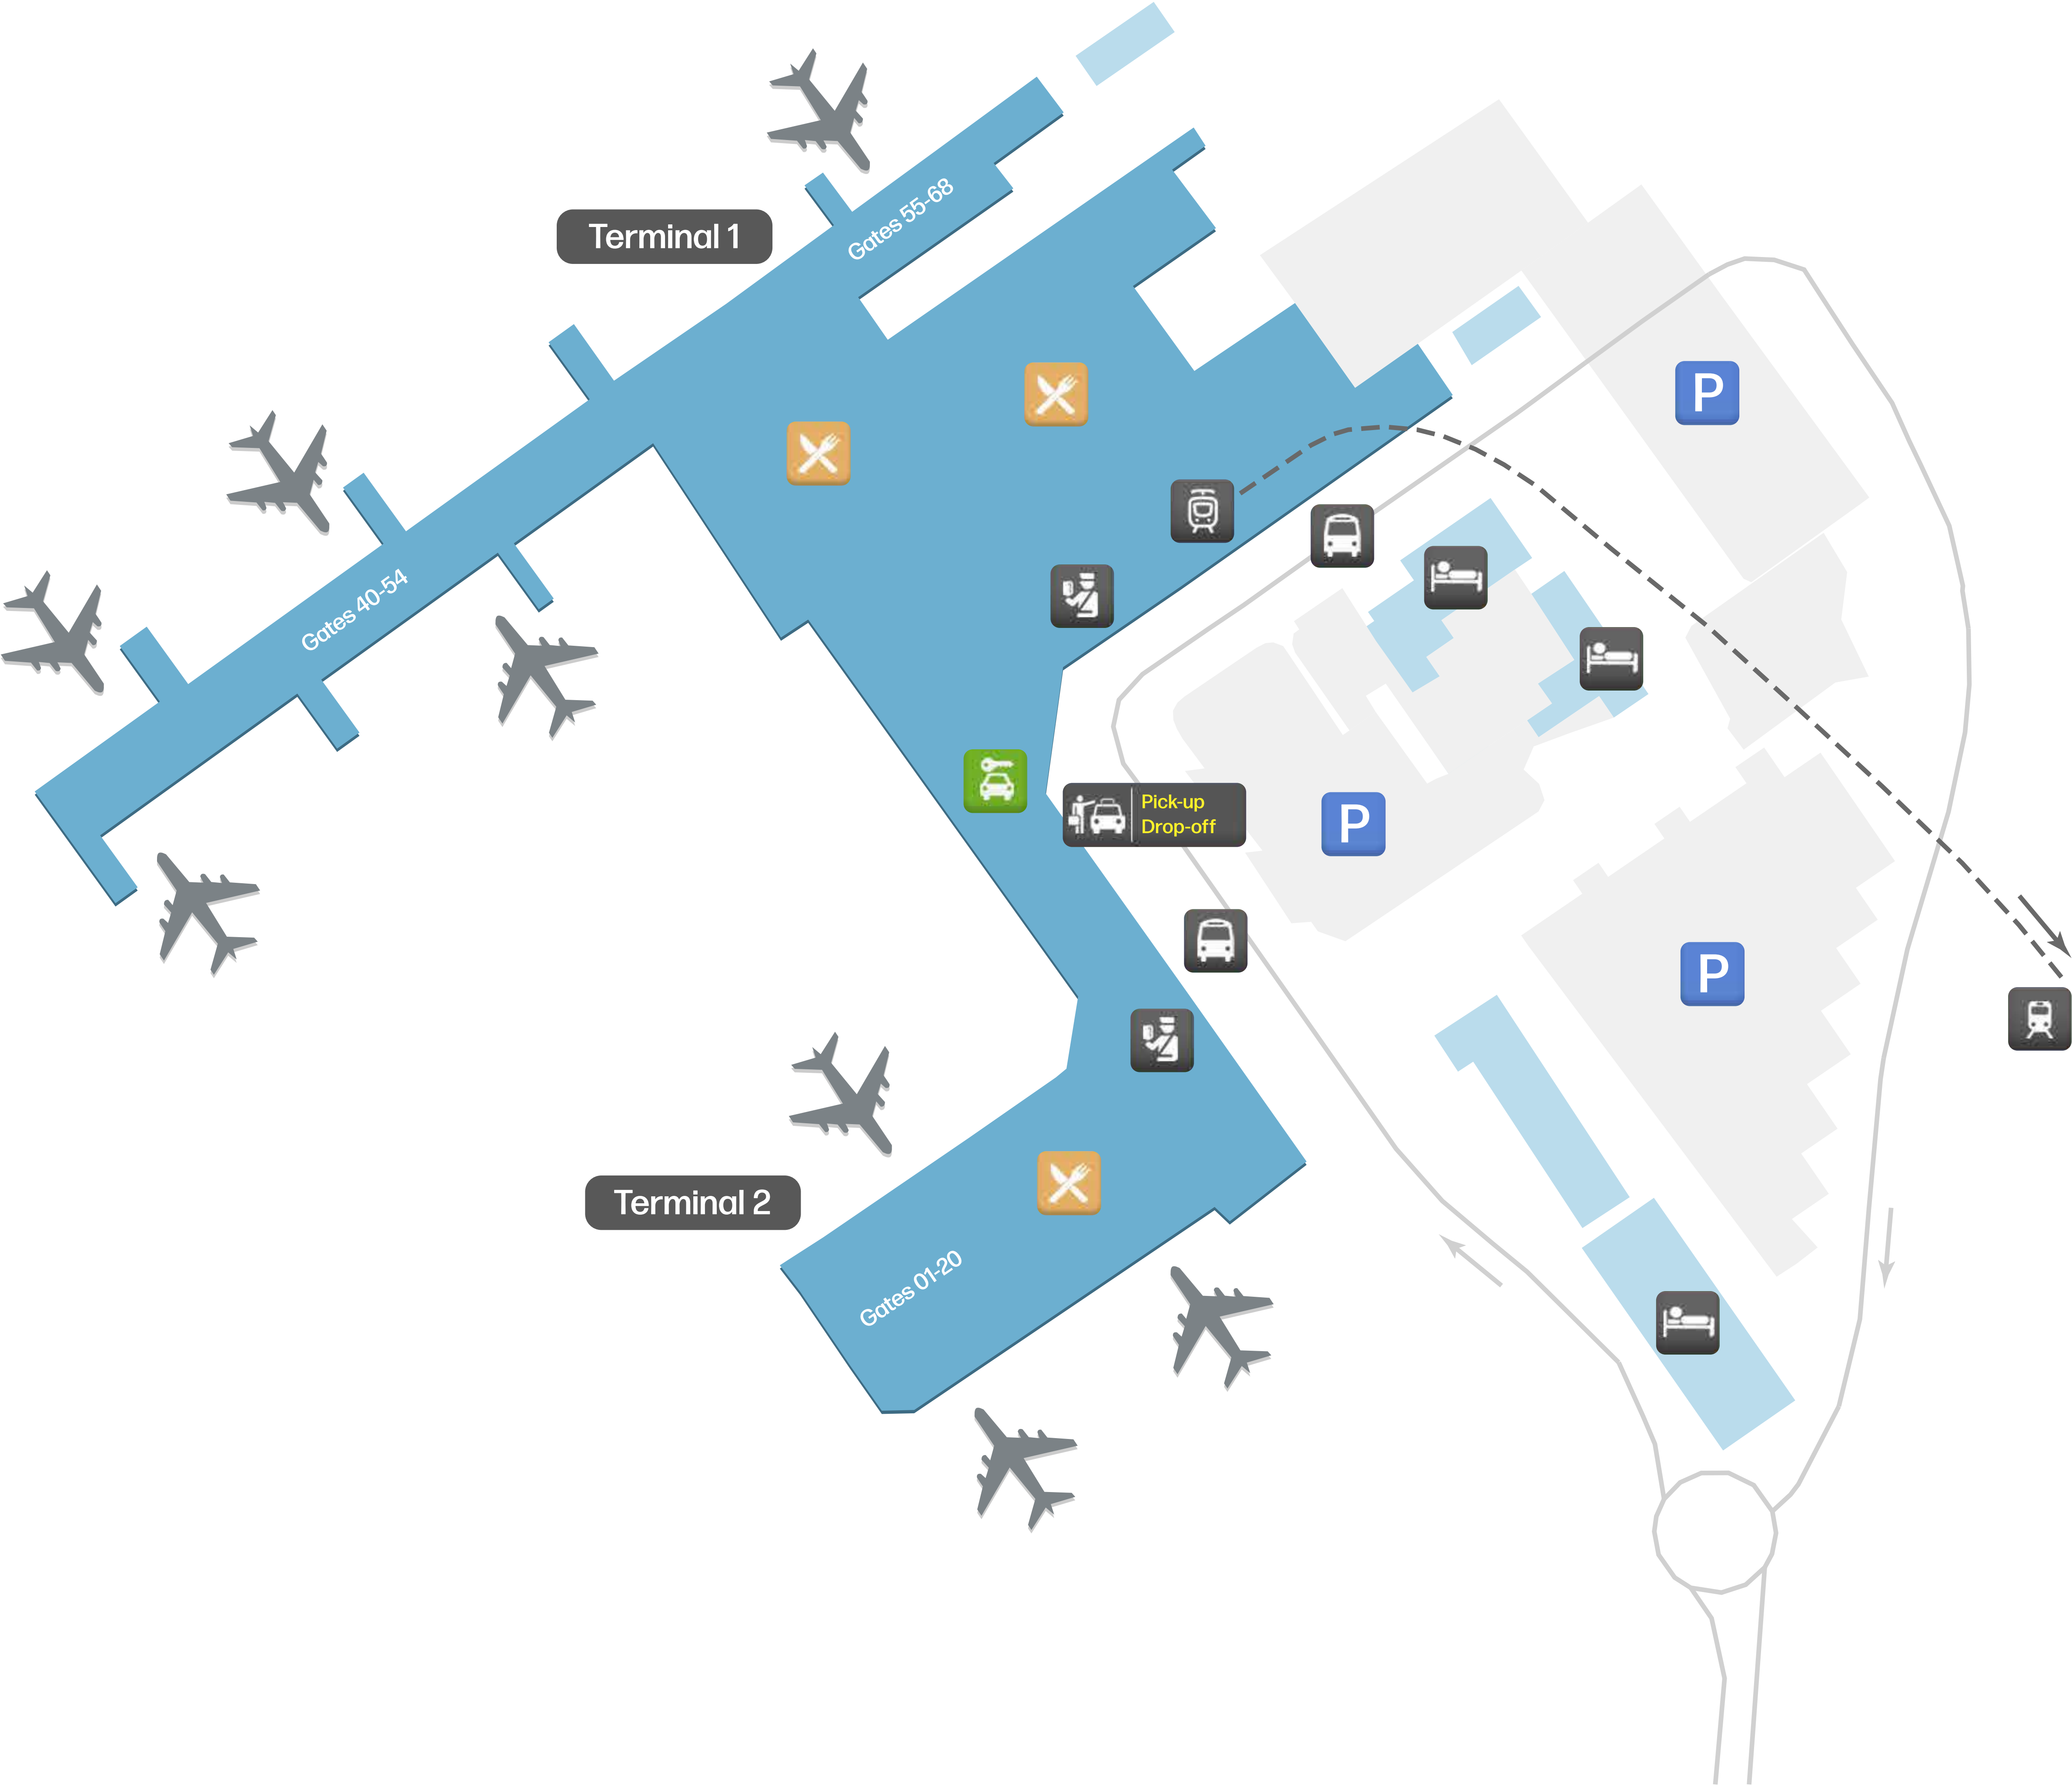 Terminal 1
Gates 55-68
P
Gates 40-54
Pick-up
Drop-off
P
P
Terminal 2
Gates 01-20